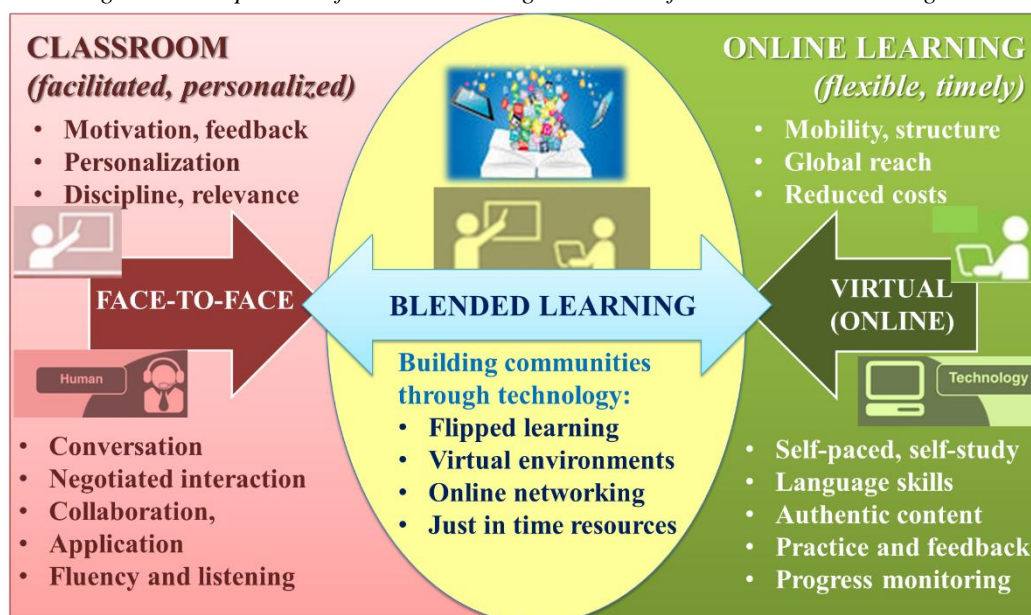 CLASSROOM
(facilitated, personalized)
• Motivation, feedback
• Personalization
• Discipline, relevance
FACE-TO-FACE
Human
• Conversation
• Negotiated interaction
• Collaboration,
• Application
• Fluency and listening
BLENDED LEARNING
Building communities
through technology:
• Flipped learning
• Virtual environments
• Online networking
• Just in time resources
ONLINE LEARNING
(flexible, timely)
• Mobility, structure
• Global reach
• Reduced costs
VIRTUAL
(ONLINE)
Technology
• Self-paced, self-study
• Language skills
• Authentic content
• Practice and feedback
• Progress monitoring